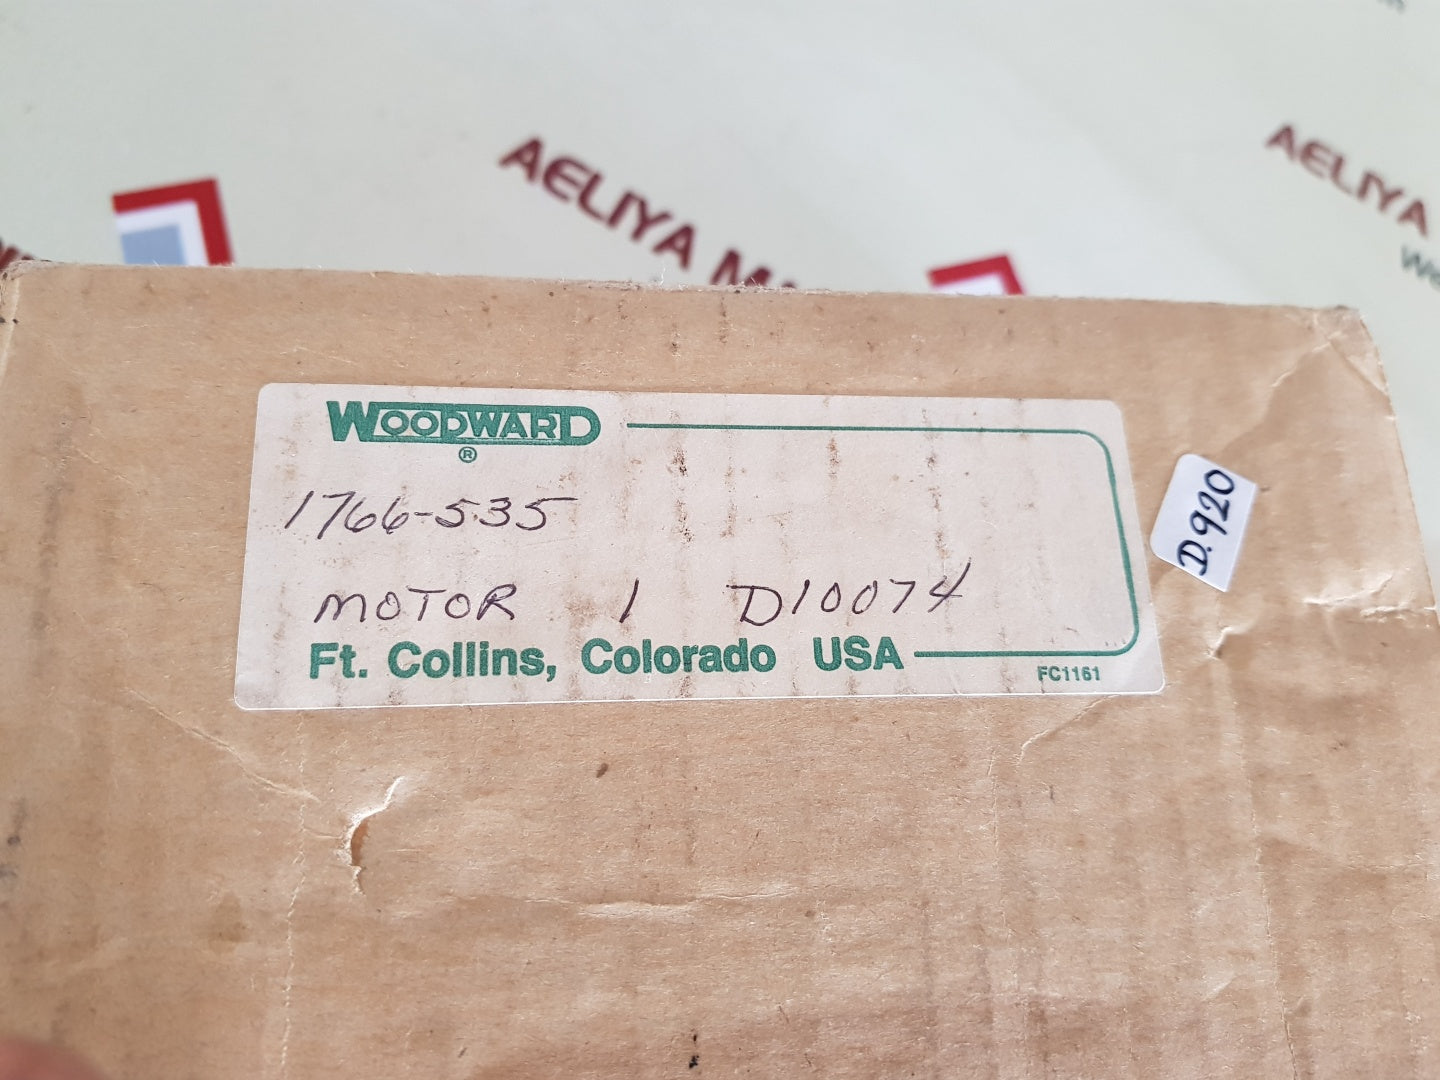 AELIYA
AELIYA
WOODWARD
®
1766-535
MOTOR 1 D10074
Ft. Collins, Colorado USA
FC1161
D.920